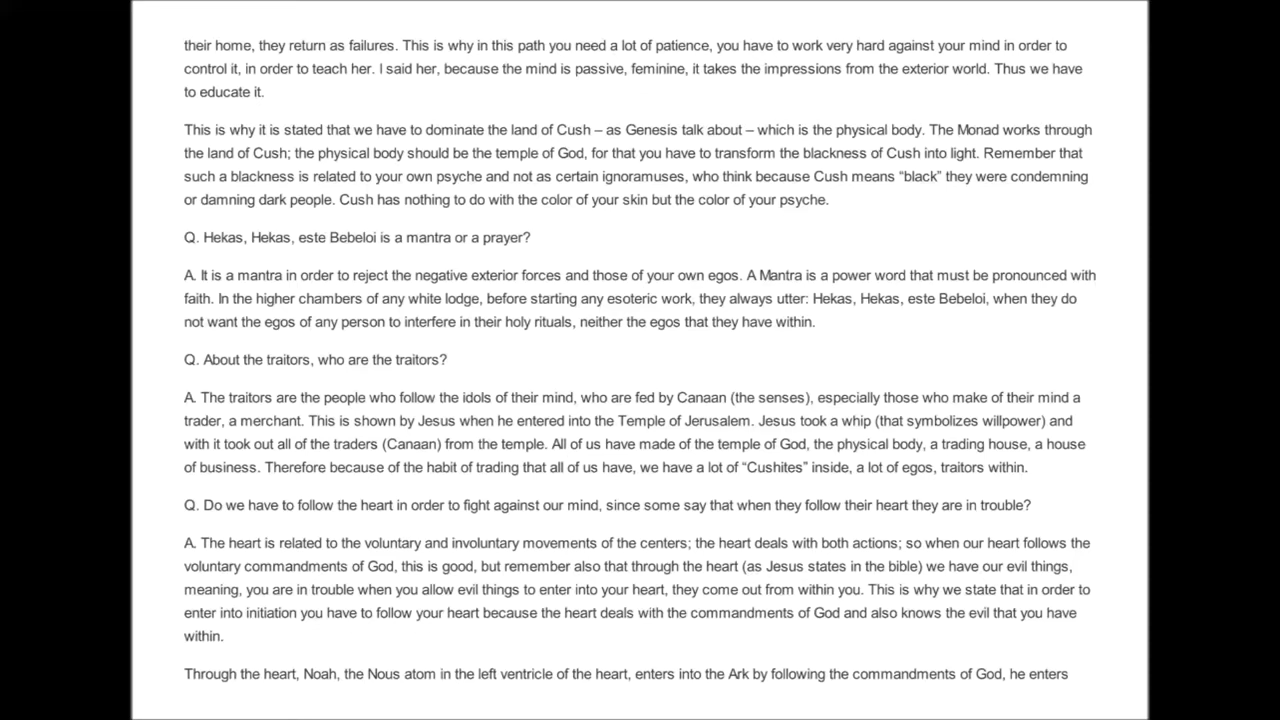 their home, they return as failures. This is why in this path you need a lot of patience, you have to work very hard against your mind in order to
control it, in order to teach her. I said her, because the mind is passive, feminine, it takes the impressions from the exterior world. Thus we have
to educate it.
This is why it is stated that we have to dominate the land of Cush – as Genesis talk about – which is the physical body. The Monad works through
the land of Cush; the physical body should be the temple of God, for that you have to transform the blackness of Cush into light. Remember that
such a blackness is related to your own psyche and not as certain ignoramuses, who think because Cush means “black” they were condemning
or damning dark people. Cush has nothing to do with the color of your skin but the color of your psyche.
Q. Hekas, Hekas, este Bebeloi is a mantra or a prayer?
A. It is a mantra in order to reject the negative exterior forces and those of your own egos. A Mantra is a power word that must be pronounced with
faith. In the higher chambers of any white lodge, before starting any esoteric work, they always utter: Hekas, Hekas, este Bebeloi, when they do
not want the egos of any person to interfere in their holy rituals, neither the egos that they have within.
Q. About the traitors, who are the traitors?
A. The traitors are the people who follow the idols of their mind, who are fed by Canaan (the senses), especially those who make of their mind a
trader, a merchant. This is shown by Jesus when he entered into the Temple of Jerusalem. Jesus took a whip (that symbolizes willpower) and
with it took out all of the traders (Canaan) from the temple. All of us have made of the temple of God, the physical body, a trading house, a house
of business. Therefore because of the habit of trading that all of us have, we have a lot of “Cushites” inside, a lot of egos, traitors within.
Q. Do we have to follow the heart in order to fight against our mind, since some say that when they follow their heart they are in trouble?
A. The heart is related to the voluntary and involuntary movements of the centers; the heart deals with both actions; so when our heart follows the
voluntary commandments of God, this is good, but remember also that through the heart (as Jesus states in the bible) we have our evil things,
meaning, you are in trouble when you allow evil things to enter into your heart, they come out from within you. This is why we state that in order to
enter into initiation you have to follow your heart because the heart deals with the commandments of God and also knows the evil that you have
within.
Through the heart, Noah, the Nous atom in the left ventricle of the heart, enters into the Ark by following the commandments of God, he enters